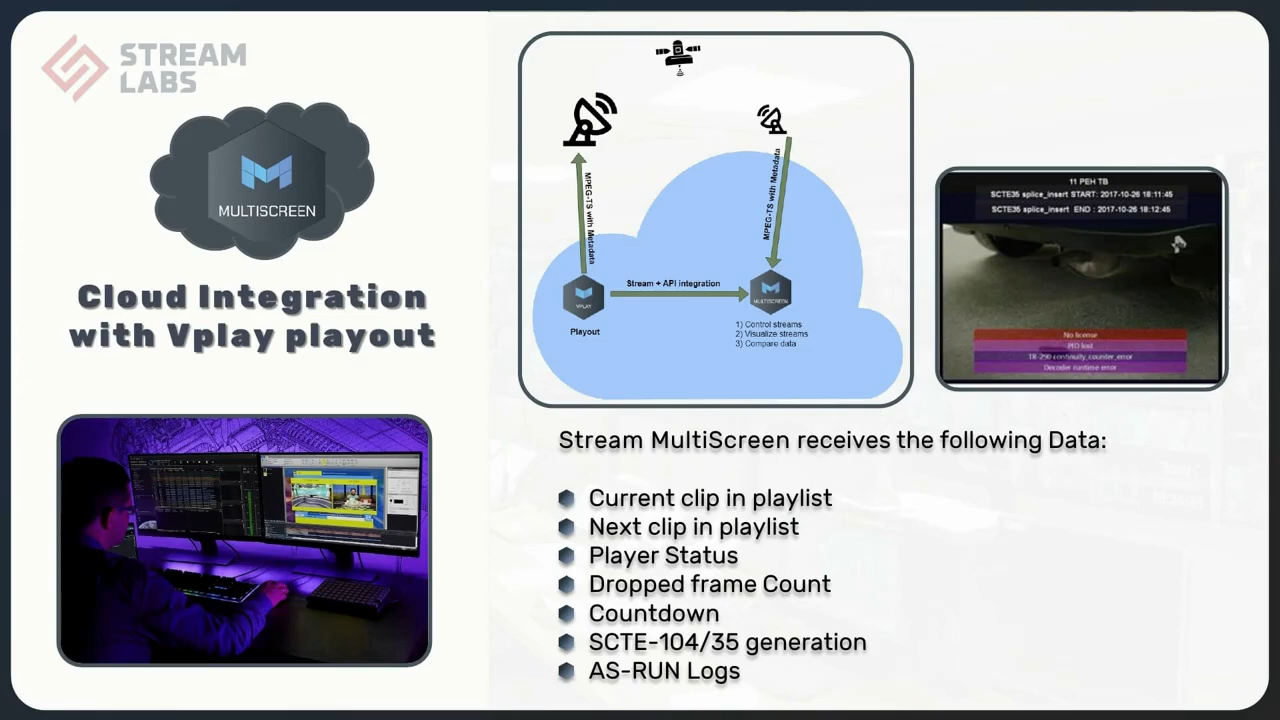 STREAM
LABS
MULTISCREEN
Cloud Integration
with Vplay playout
MPEG-TS with Metadata
MPEG-TS with Metadata
Stream + API integration
VPLAY
MULTISCREEN
Playout
1) Control streams
2) Visualize streams
3) Compare data
11 РЕН ТВ
SCTE35 splice_insert START: 2017-10-26 18:11:45
SCTE35 splice_insert END : 2017-10-26 18:12:45
No license
PID lost
TR-290 continuity_counter_error
Decoder runtime error
Stream MultiScreen receives the following Data:
Current clip in playlist
Next clip in playlist
Player Status
Dropped frame Count
Countdown
SCTE-104/35 generation
AS-RUN Logs